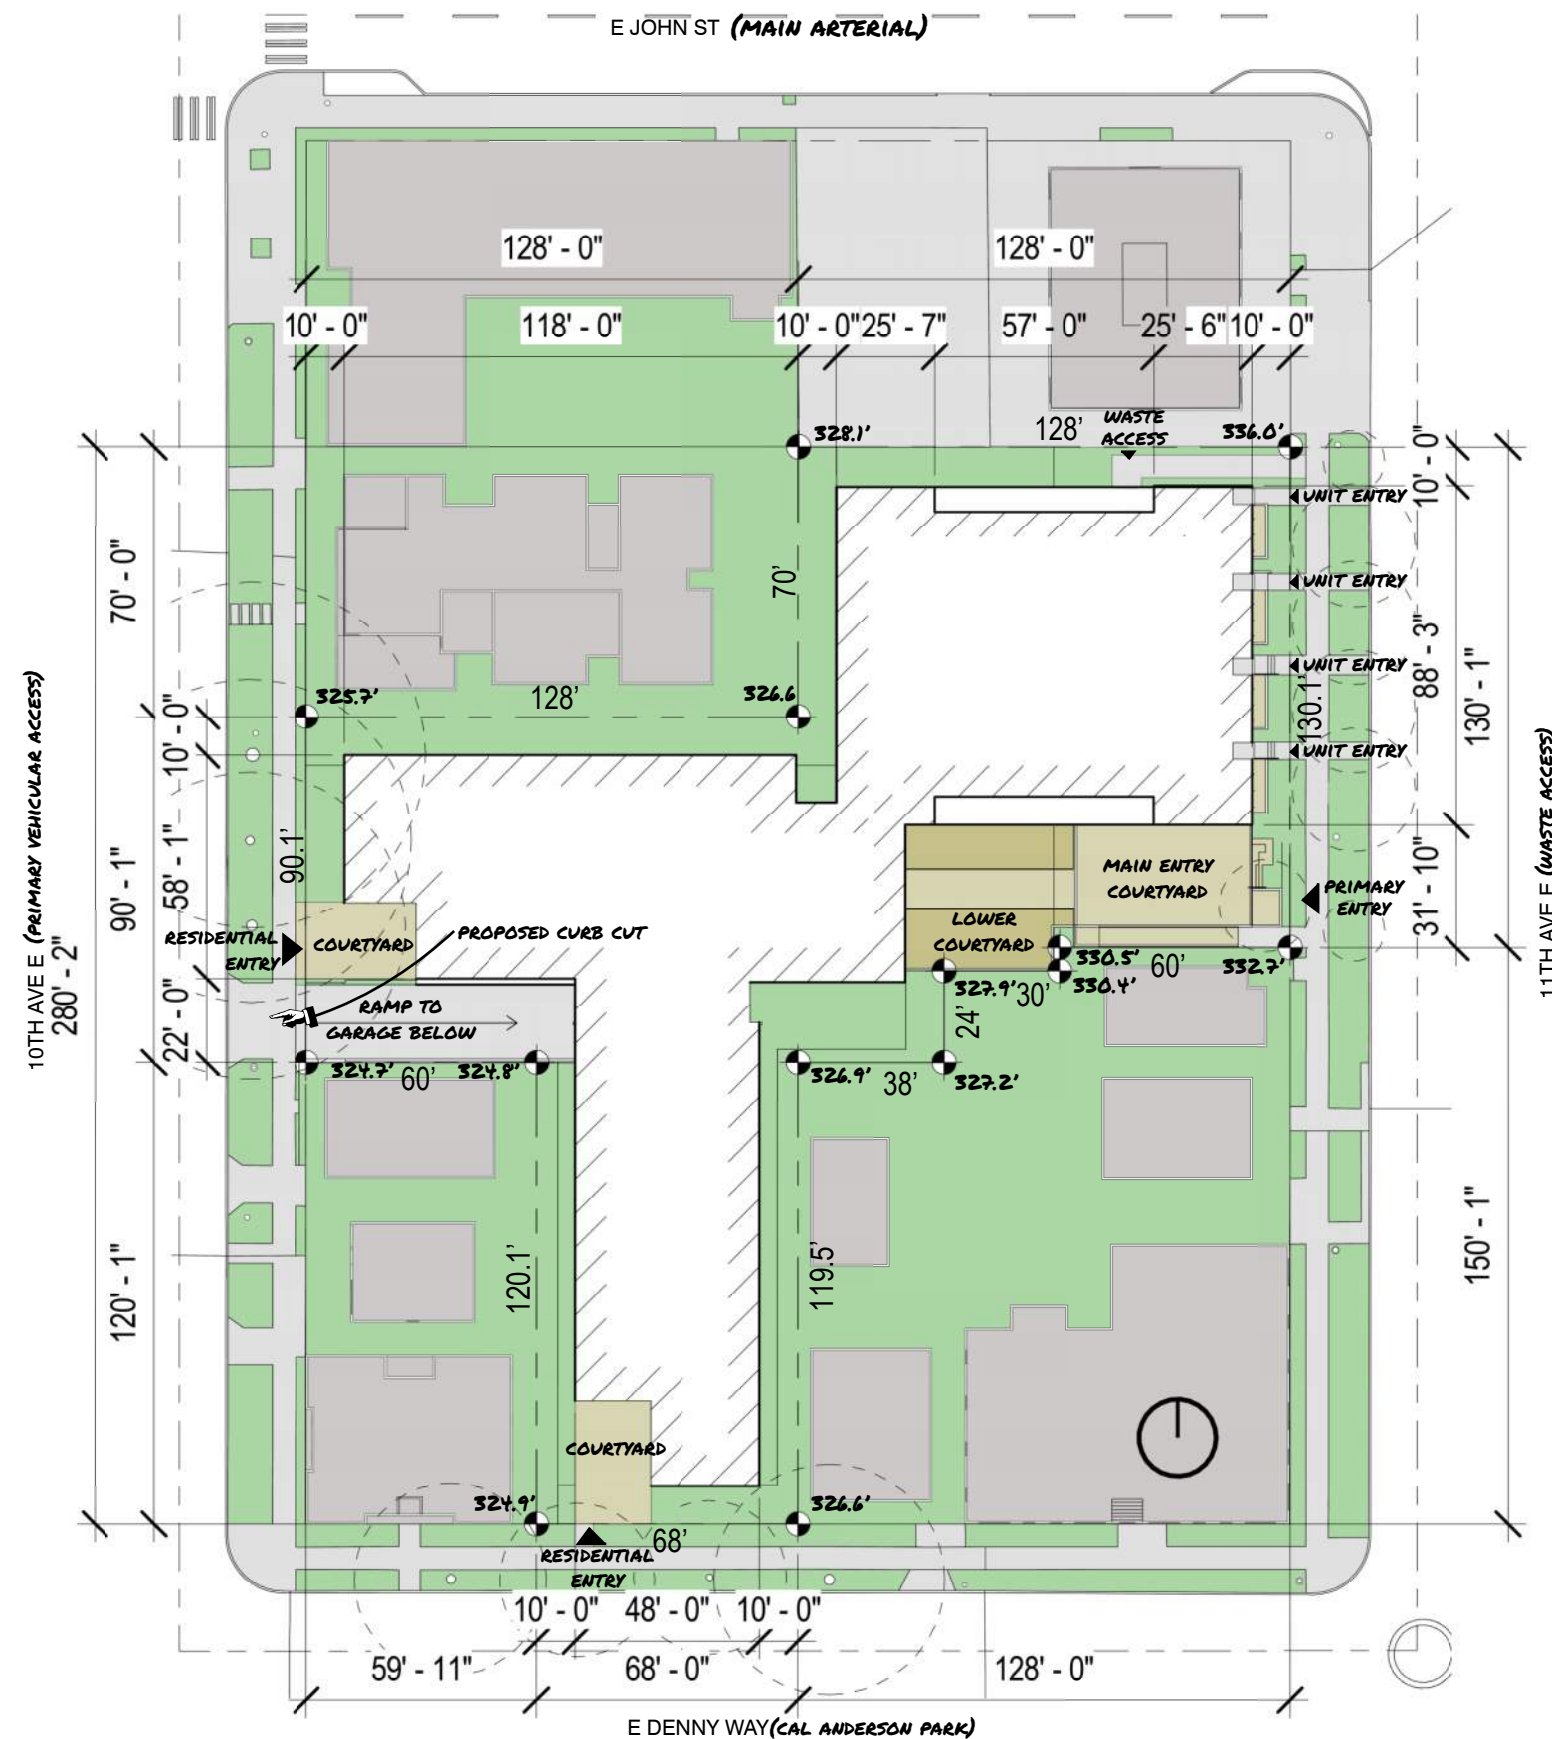 E JOHN ST (MAIN ARTERIAL)
128' - 0" 128' - 0"
10' - 0" 118' - 0" 10' - 0" 25' - 7" 57' - 0" 25' - 6" 10' - 0"
128' WASTE
ACCESS
328.1' 336.0'
10' - 0"
UNIT ENTRY
70' - 0"
70'
UNIT ENTRY
88' - 3"
UNIT ENTRY
130' - 1"
130.1'
325.7' 128' 326.6
10' - 0"
UNIT ENTRY
10TH AVE E (PRIMARY VEHICULAR ACCESS)
11TH AVE E (WASTE ACCESS)
280' - 2"
90' - 1"
58' - 1"
90.1'
MAIN ENTRY
COURTYARD
PRIMARY
ENTRY
31' - 10"
LOWER
COURTYARD
RESIDENTIAL
ENTRY
COURTYARD
PROPOSED CURB CUT
330.5' 60' 332.7'
327.9' 30' 330.4'
22' - 0"
RAMP TO
GARAGE BELOW
24'
324.7' 60' 324.8' 326.9' 38' 327.2'
120' - 1"
120.1'
119.5'
150' - 1"
COURTYARD
324.9' 326.6'
68'
RESIDENTIAL
ENTRY
10' - 0" 48' - 0" 10' - 0"
59' - 11" 68' - 0" 128' - 0"
E DENNY WAY (CAL ANDERSON PARK)